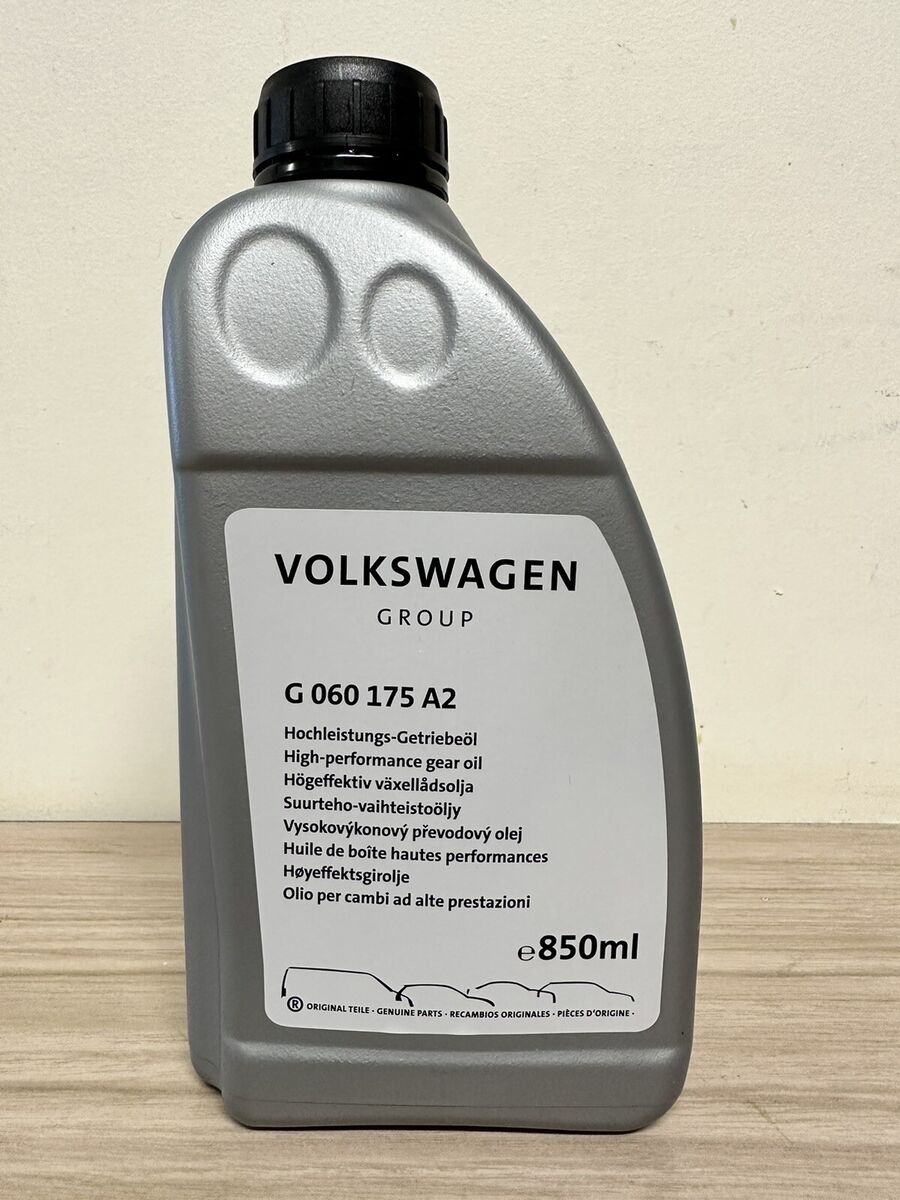 VOLKSWAGEN
GROUP
G 060 175 A2
Hochleistungs-Getriebeöl
High-performance gear oil
Högeffektiv växellådsolja
Suurteho-vaihteistoöljy
Vysokovýkonový převodový olej
Huile de boîte hautes performances
Høyeffektsgirolje
Olio per cambi ad alte prestazioni
℮850ml
® ORIGINAL TEILE · GENUINE PARTS · RECAMBIOS ORIGINALES · PIÈCES D'ORIGINE ·